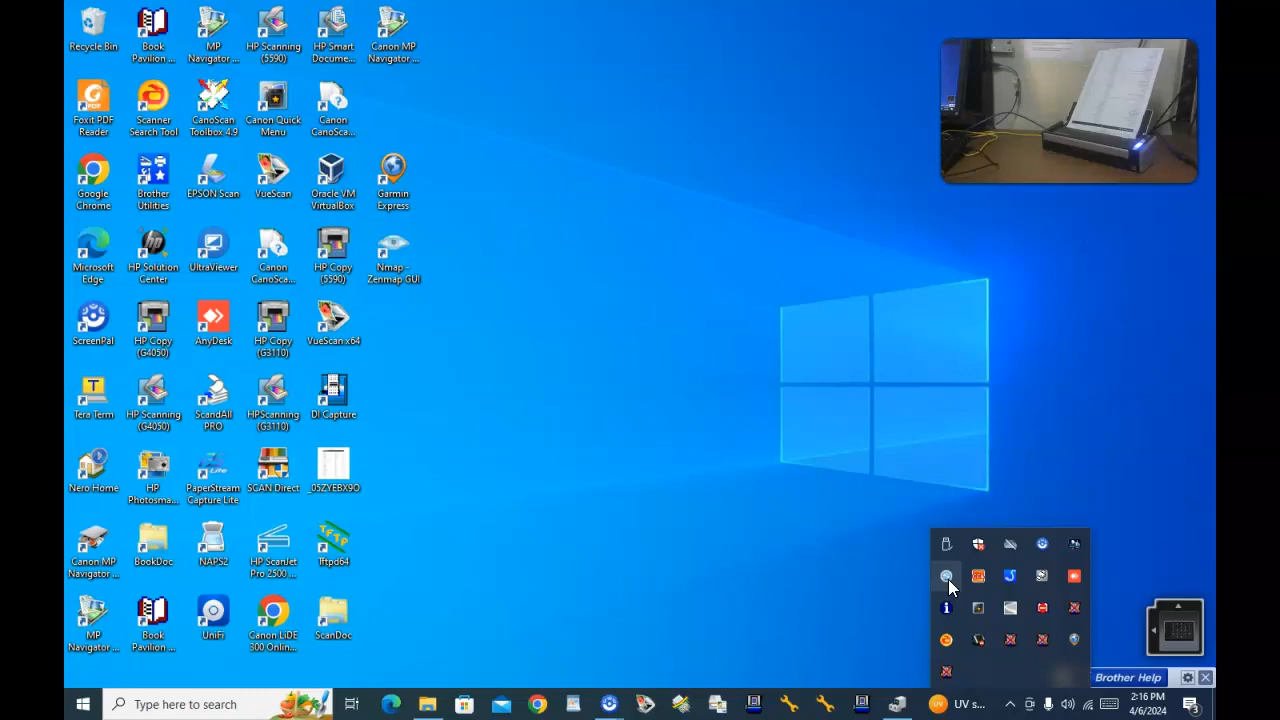 Recycle Bin
Book
Pavilion ...
MP
Navigator ...
HP Scanning
(5590)
HP Smart
Docume...
Canon MP
Navigator ...
Foxit PDF
Reader
Scanner
Search Tool
CanoScan
Toolbox 4.9
Canon Quick
Menu
Canon
CanoSca...
Google
Chrome
Brother
Utilities
EPSON Scan
VueScan
Oracle VM
VirtualBox
Garmin
Express
Microsoft
Edge
HP Solution
Center
UltraViewer
Canon
CanoSca...
HP Copy
(5590)
Nmap -
Zenmap GUI
ScreenPal
HP Copy
(G4050)
AnyDesk
HP Copy
(G3110)
VueScan x64
Tera Term
HP Scanning
(G4050)
ScandAll
PRO
HPScanning
(G3110)
DI Capture
Nero Home
HP
Photosma...
PaperStream
Capture Lite
SCAN Direct
_05ZYEBX9O
Canon MP
Navigator ...
BookDoc
NAPS2
HP ScanJet
Pro 2500 ...
Tftpd64
MP
Navigator ...
Book
Pavilion ...
UniFi
Canon LiDE
300 Onlin...
ScanDoc
Brother Help
Type here to search
UV s...
2:16 PM
4/6/2024